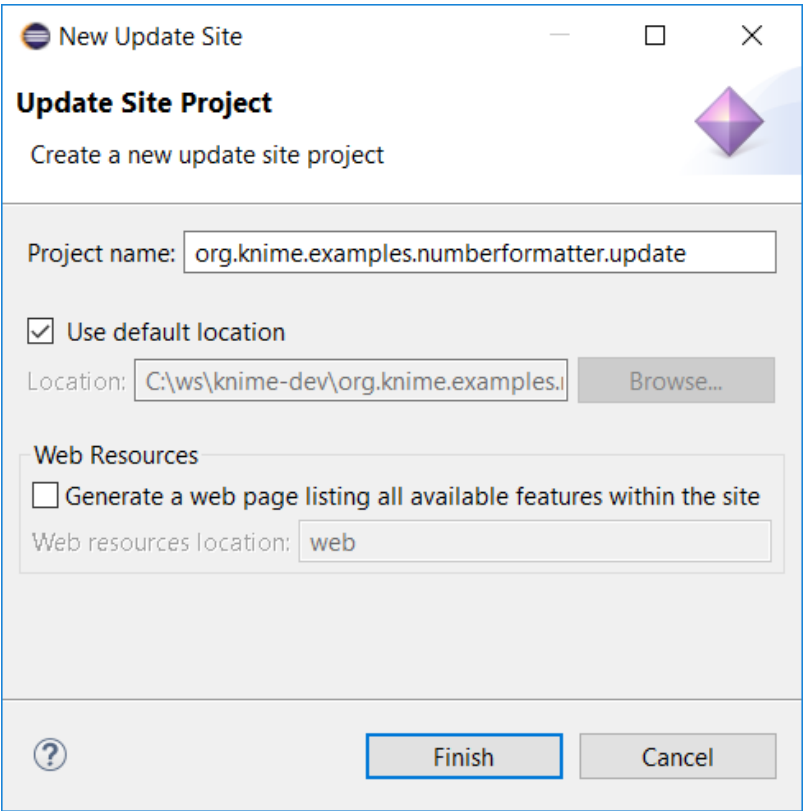 New Update Site
Update Site Project
Create a new update site project
Project name: org.knime.examples.numberformatter.update
Use default location
Location: C:\ws\knime-dev\org.knime.examples.
Browse...
Web Resources
Generate a web page listing all available features within the site
Web resources location: web
?
Finish Cancel